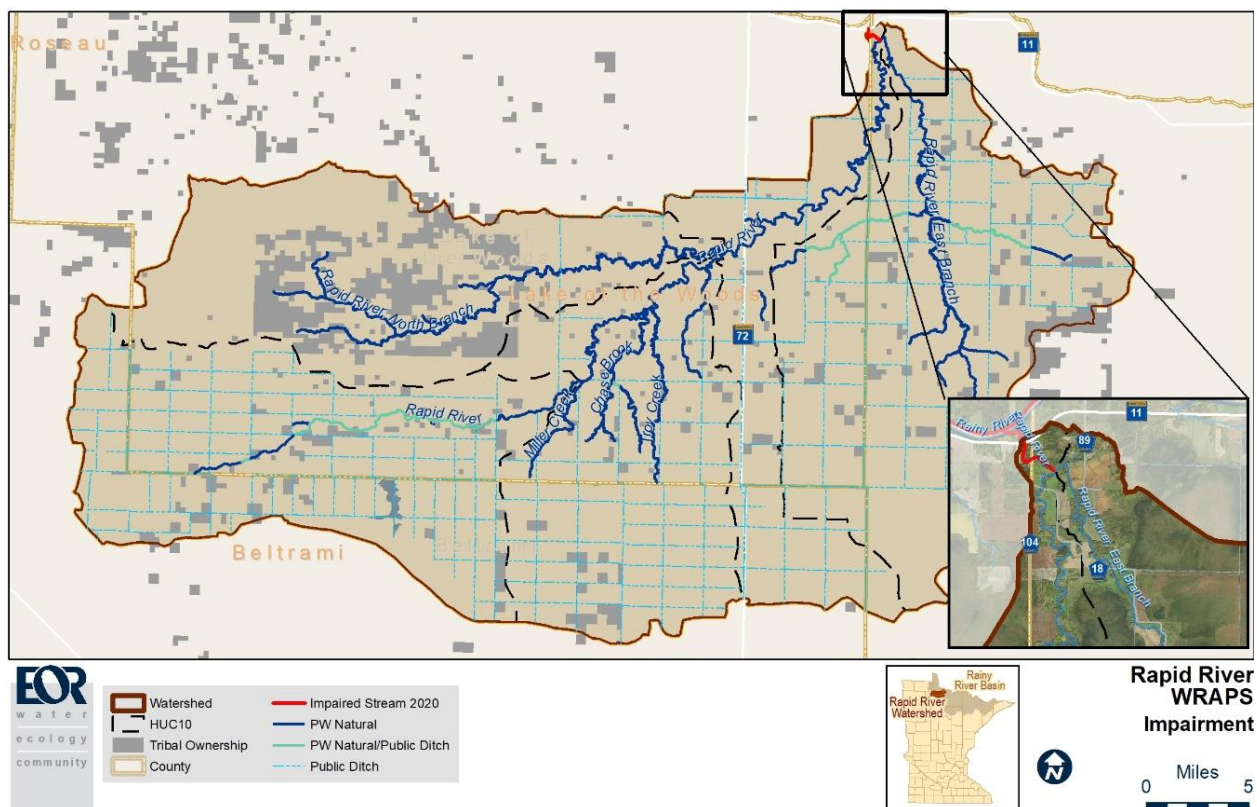 Roseau
11
Rapid River, East Branch
Lake of
the Woods
Rapid River
Lake of the Woods
Rapid River, North Branch
72
Rapid River
Miller Creek
Chase Brook
Troy Creek
Beltrami
Beltrami
11
Rainy River
Rapid River
89
104
18
Rapid River, East Branch
EOR
water
ecology
community
Watershed
HUC10
Tribal Ownership
County
Impaired Stream 2020
PW Natural
PW Natural/Public Ditch
Public Ditch
Rainy
River Basin
Rapid River
Watershed
N
Rapid River
WRAPS
Impairment
Miles
0 5